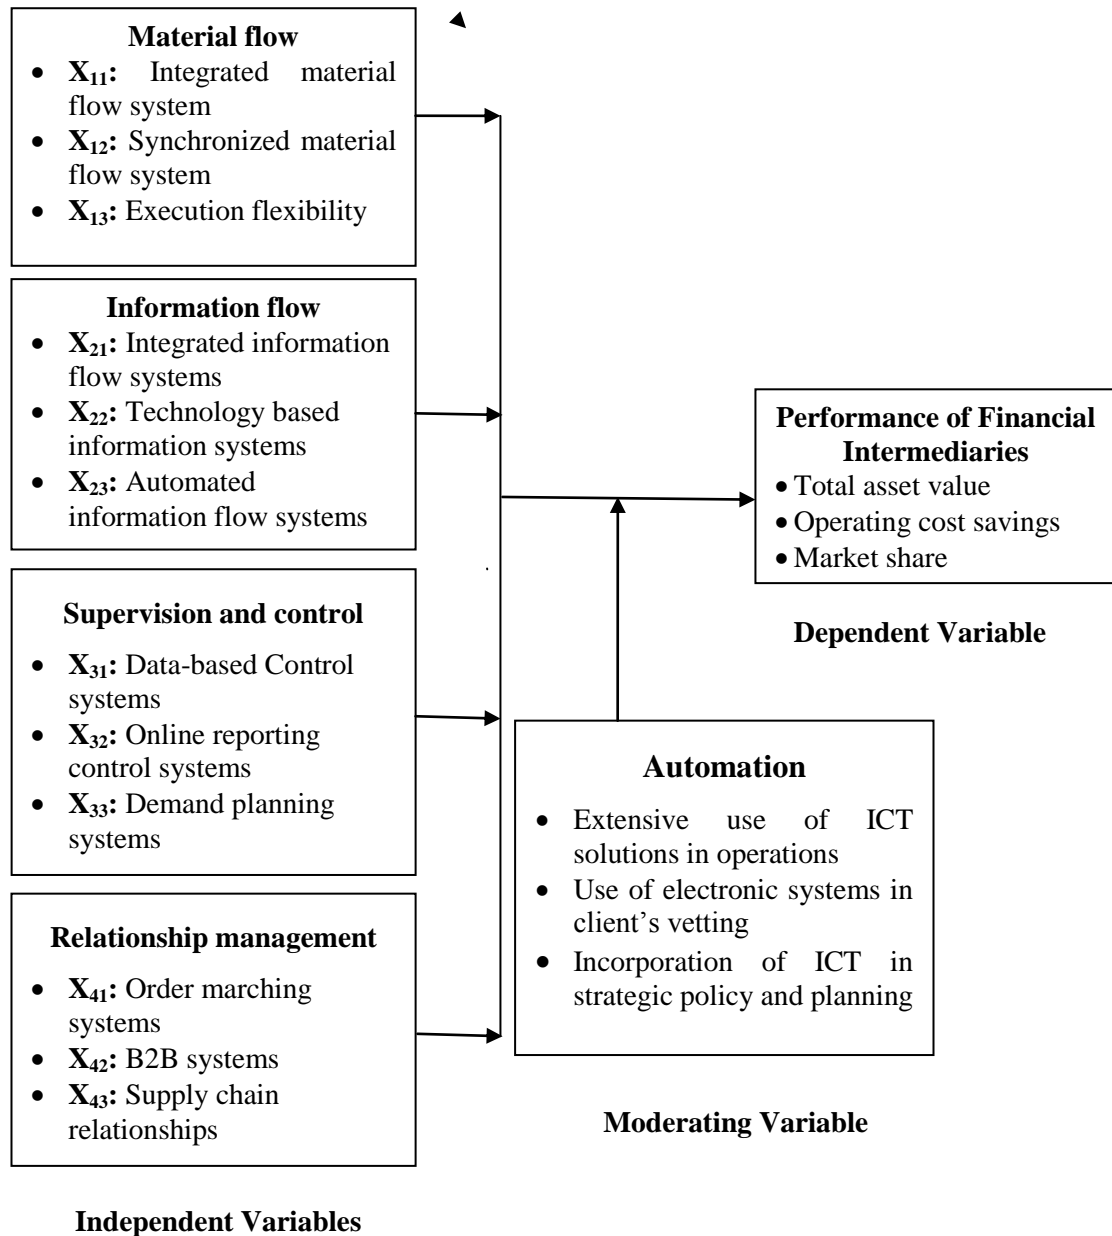 Material flow
• X11: Integrated material
flow system
• X12: Synchronized material
flow system
• X13: Execution flexibility
Information flow
• X21: Integrated information
flow systems
• X22: Technology based
information systems
• X23: Automated
information flow systems
Supervision and control
• X31: Data-based Control
systems
• X32: Online reporting
control systems
• X33: Demand planning
systems
Relationship management
• X41: Order marching
systems
• X42: B2B systems
• X43: Supply chain
relationships
Independent Variables
Performance of Financial
Intermediaries
• Total asset value
• Operating cost savings
• Market share
Dependent Variable
Automation
• Extensive use of ICT
solutions in operations
• Use of electronic systems in
client’s vetting
• Incorporation of ICT in
strategic policy and planning
Moderating Variable